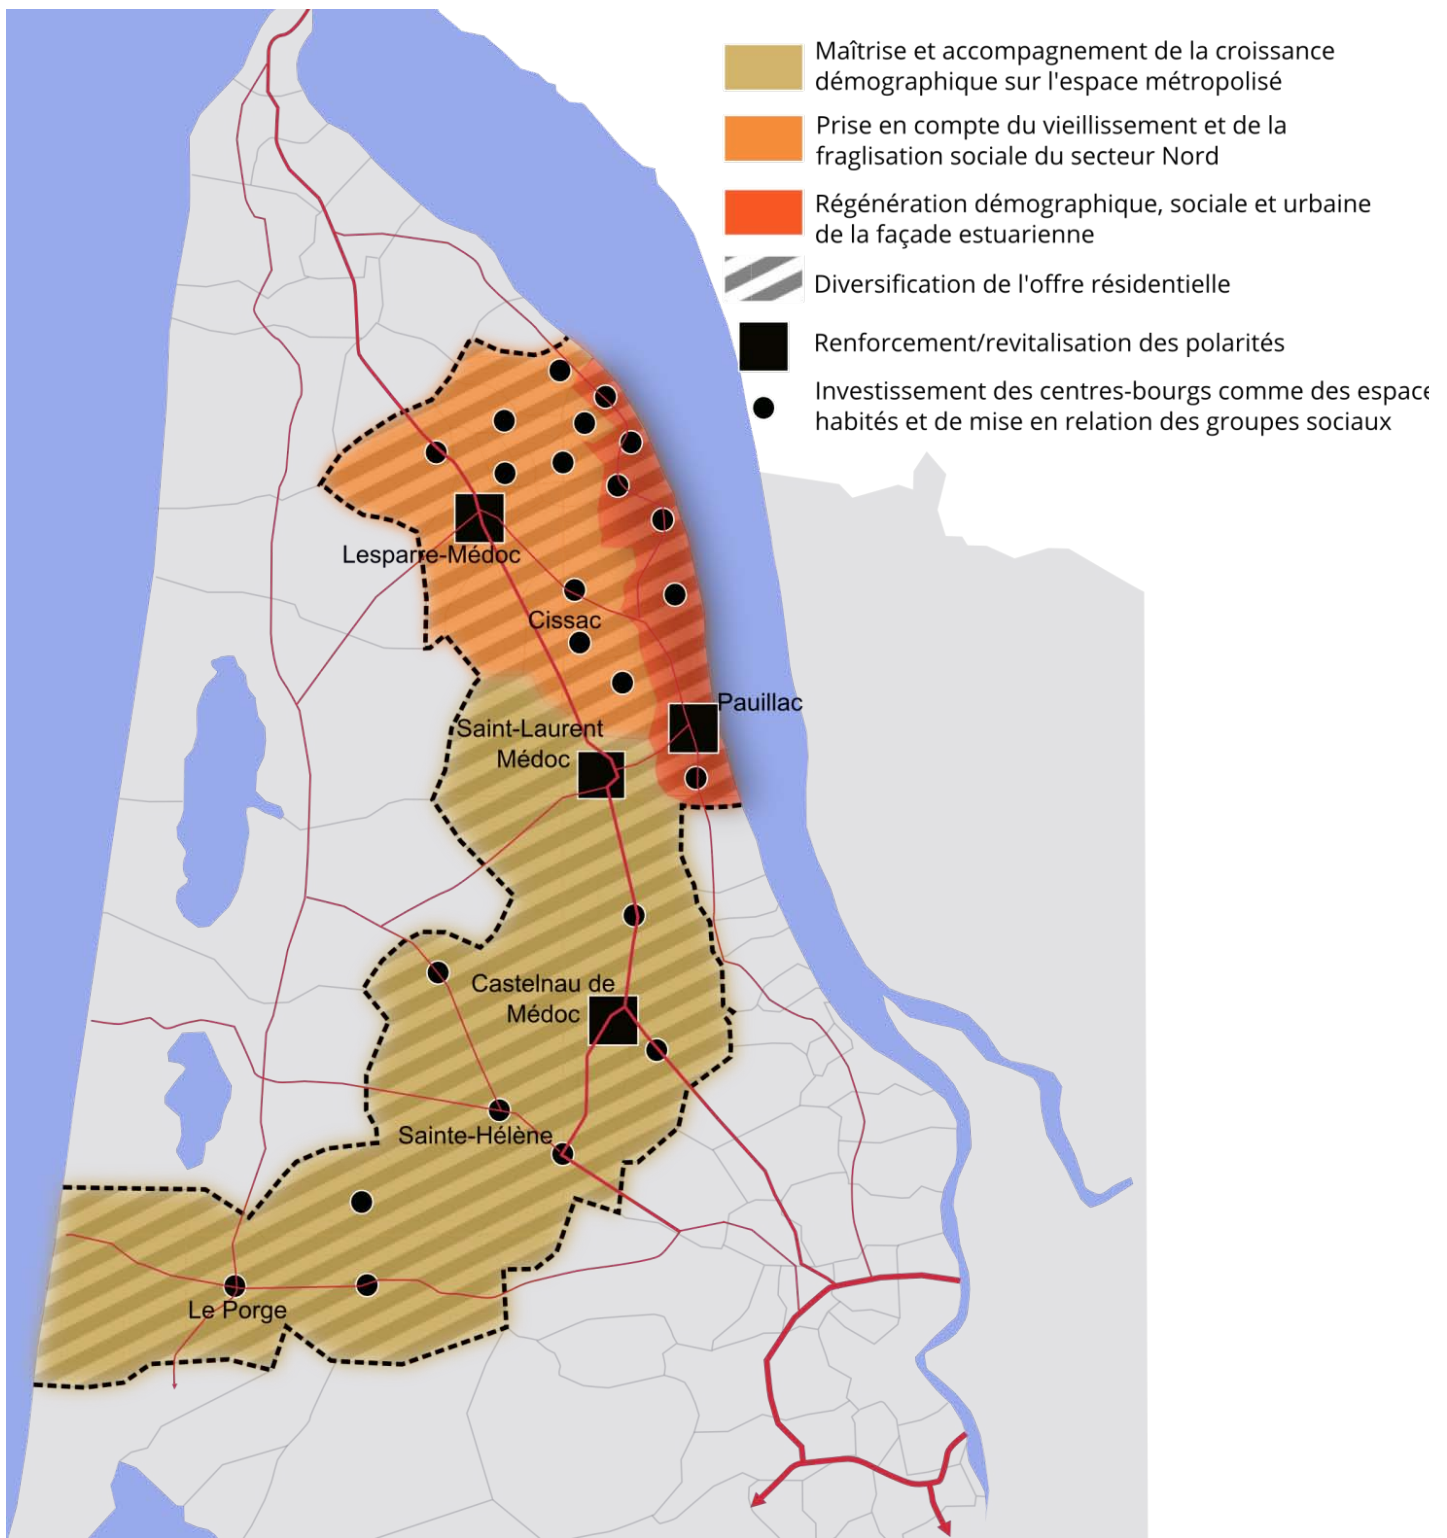 Maîtrise et accompagnement de la croissance
démographique sur l'espace métropolisé
Prise en compte du vieillissement et de la
fraglisation sociale du secteur Nord
Régénération démographique, sociale et urbaine
de la façade estuarienne
Diversification de l'offre résidentielle
Renforcement/revitalisation des polarités
Investissement des centres-bourgs comme des espace
habités et de mise en relation des groupes sociaux
Lesparre-Médoc
Cissac
Pauillac
Saint-Laurent
Médoc
Castelnau de
Médoc
Sainte-Hélène
Le Porge